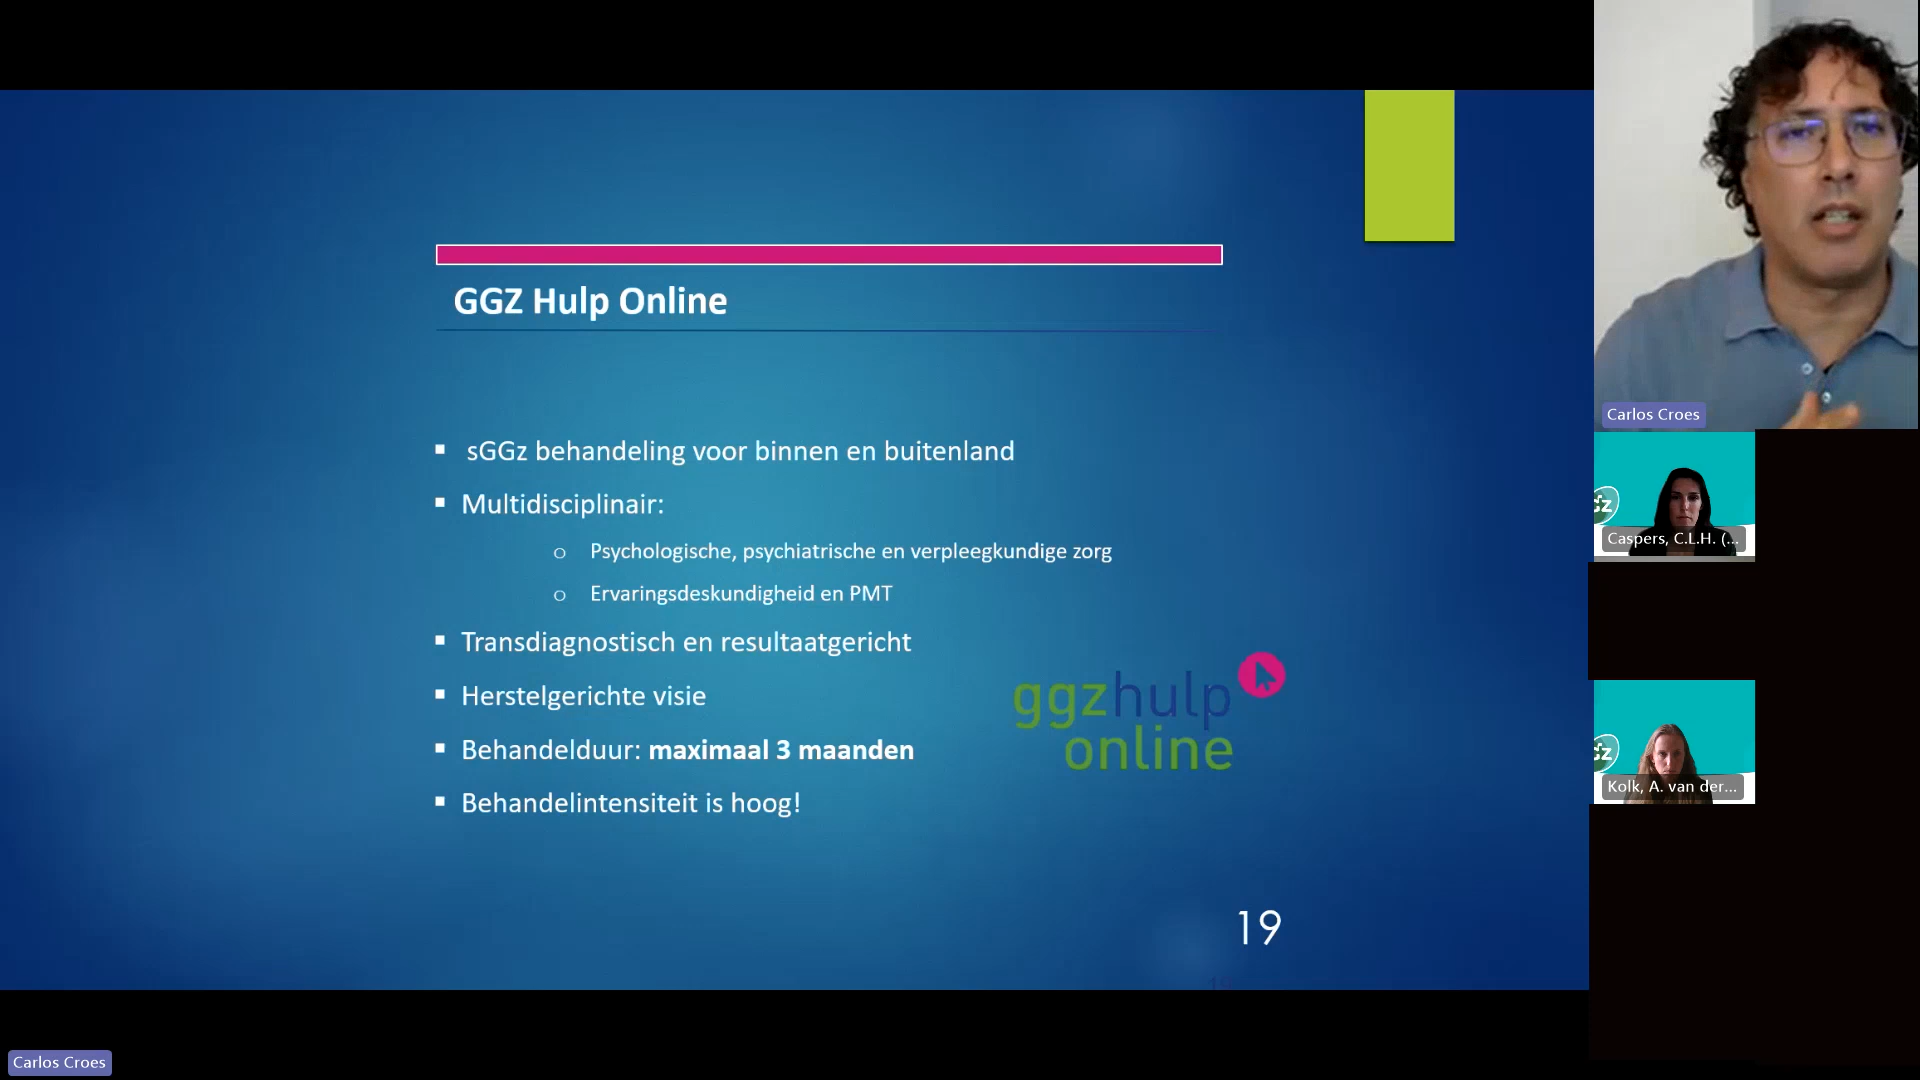 GGZ Hulp Online
sGGz behandeling voor binnen en buitenland
Multidisciplinair:
Psychologische, psychiatrische en verpleegkundige zorg
Ervaringsdeskundigheid en PMT
Transdiagnostisch en resultaatgericht
Herstelgerichte visie
Behandelduur: maximaal 3 maanden
Behandelintensiteit is hoog!
ggzhulp
online
19
Carlos Croes
Caspers, C.L.H. (...
Kolk, A. van der...
Carlos Croes